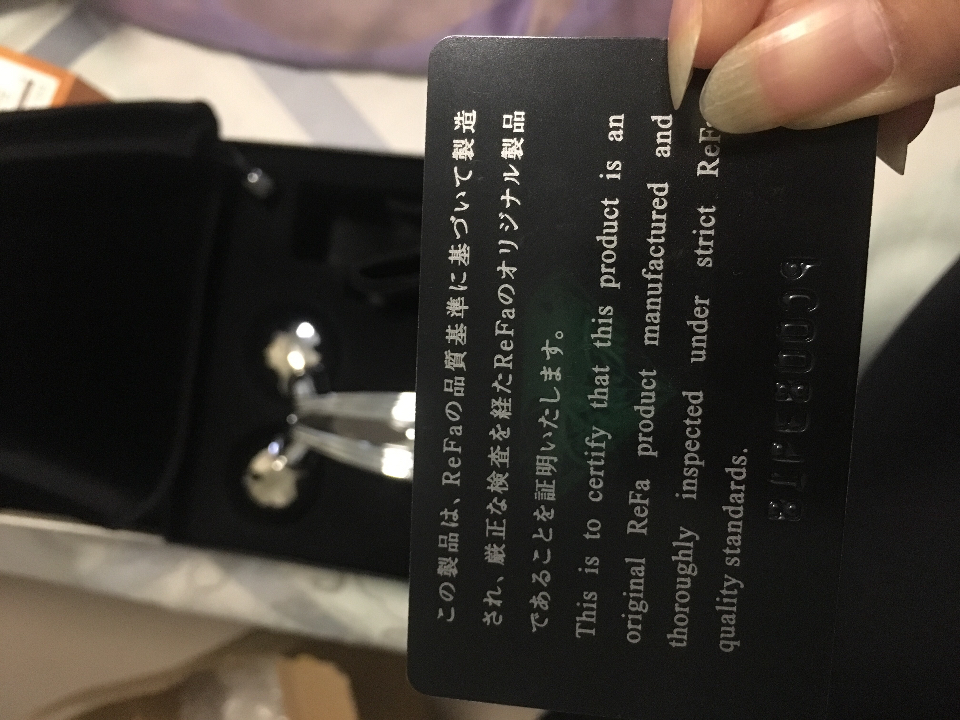 この製品は、ReFaの品質基準に基づいて製造
され、厳正な検査を経たReFaのオリジナル製品
であることを証明いたします。
This is to certify that this product is an
original ReFa product manufactured and
thoroughly inspected under strict
quality standards.